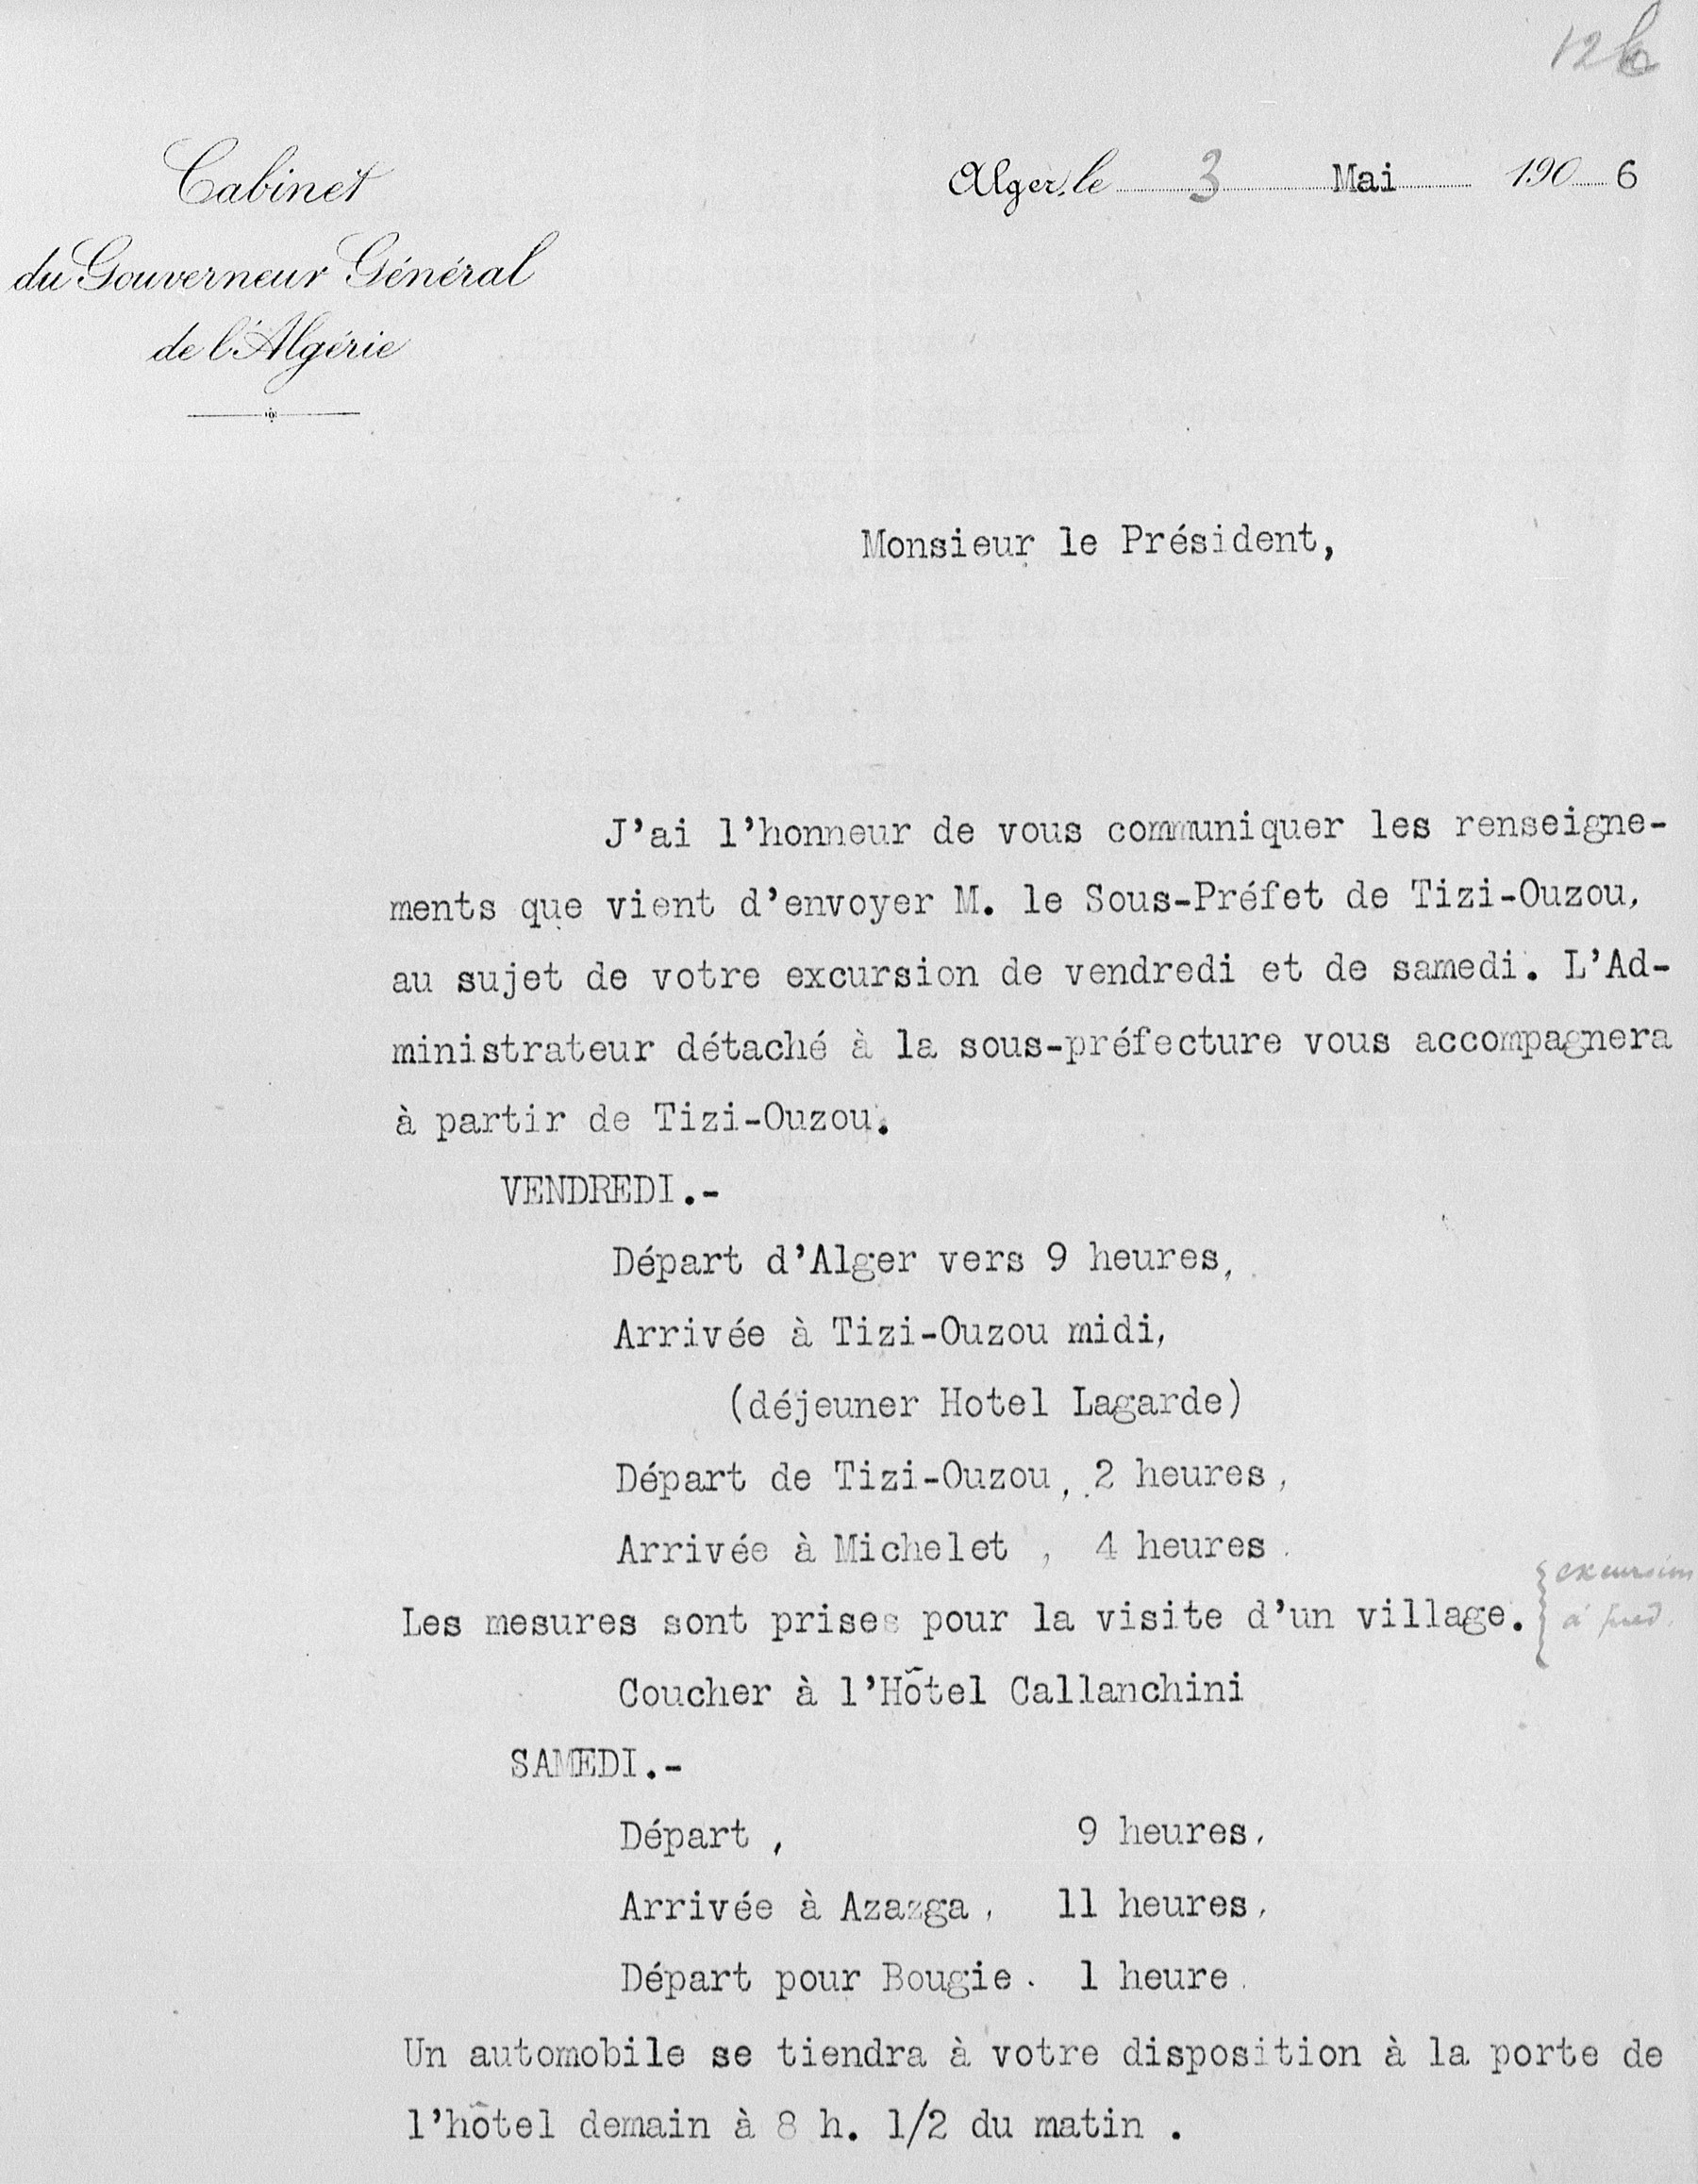 126
Cabinet
du Gouverneur Général
de l'Algérie
Alger, le 3 Mai 190 6
Monsieur le Président,
J'ai l'honneur de vous communiquer les renseigne-
ments que vient d'envoyer M. le Sous-Préfet de Tizi-Ouzou,
au sujet de votre excursion de vendredi et de samedi. L'Ad-
ministrateur détaché à la sous-préfecture vous accompagnera
à partir de Tizi-Ouzou.
VENDREDI.-
Départ d'Alger vers 9 heures,
Arrivée à Tizi-Ouzou midi,
(déjeuner Hotel Lagarde)
Départ de Tizi-Ouzou, 2 heures,
Arrivée à Michelet , 4 heures.
Les mesures sont prises pour la visite d'un village. { excursion
à pied.
Coucher à l'Hôtel Callanchini
SAMEDI.-
Départ , 9 heures,
Arrivée à Azazga, 11 heures,
Départ pour Bougie. 1 heure.
Un automobile se tiendra à votre disposition à la porte de
l'hôtel demain à 8 h. 1/2 du matin .